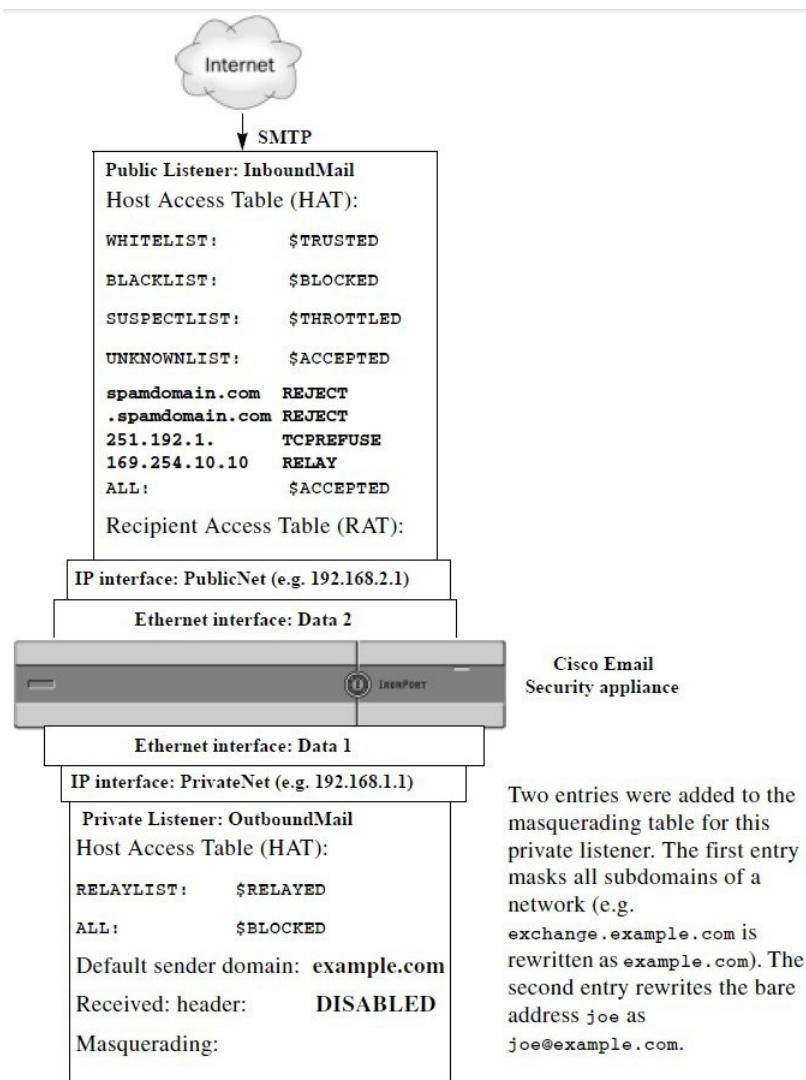 Internet
SMTP
Public Listener: InboundMail
Host Access Table (HAT):
WHITELIST: $TRUSTED
BLACKLIST: $BLOCKED
SUSPECTLIST: $THROTTLED
UNKNOWNLIST: $ACCEPTED
spamdomain.com REJECT
.spamdomain.com REJECT
251.192.1. TCPREFUSE
169.254.10.10 RELAY
ALL: $ACCEPTED
Recipient Access Table (RAT):
IP interface: PublicNet (e.g. 192.168.2.1)
Ethernet interface: Data 2
IRONPORT
Cisco Email
Security appliance
Ethernet interface: Data 1
IP interface: PrivateNet (e.g. 192.168.1.1)
Private Listener: OutboundMail
Host Access Table (HAT):
RELAYLIST: $RELAYED
ALL: $BLOCKED
Default sender domain: example.com
Received: header: DISABLED
Masquerading:
Two entries were added to the
masquerading table for this
private listener. The first entry
masks all subdomains of a
network (e.g.
exchange.example.com is
rewritten as example.com). The
second entry rewrites the bare
address joe as
joe@example.com.